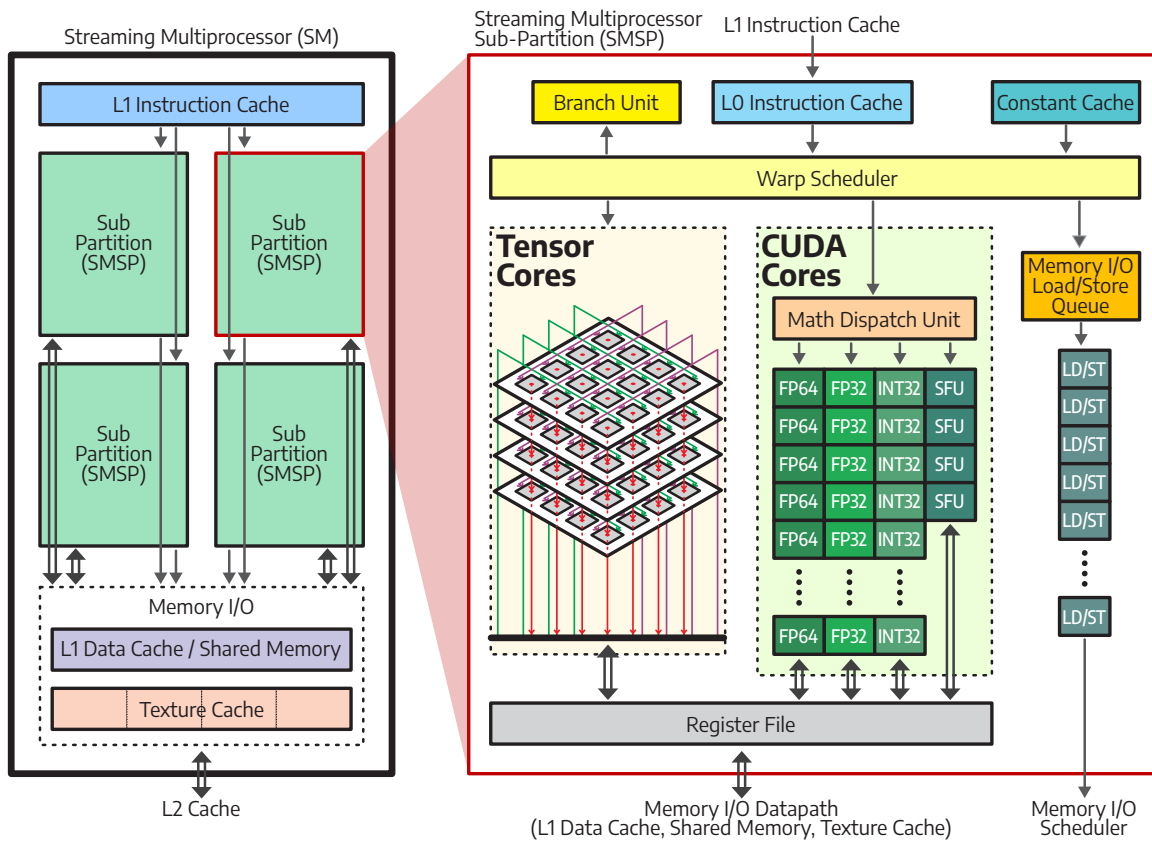 Streaming Multiprocessor (SM)
L1 Instruction Cache
Sub
Partition
(SMSP)
Sub
Partition
(SMSP)
Sub
Partition
(SMSP)
Sub
Partition
(SMSP)
Memory I/O
L1 Data Cache / Shared Memory
Texture Cache
L2 Cache
Streaming Multiprocessor
Sub-Partition (SMSP)
L1 Instruction Cache
Branch Unit
L0 Instruction Cache
Constant Cache
Warp Scheduler
Tensor
Cores
CUDA
Cores
Math Dispatch Unit
FP64 FP32 INT32 SFU
FP64 FP32 INT32 SFU
FP64 FP32 INT32 SFU
FP64 FP32 INT32 SFU
FP64 FP32 INT32
FP64 FP32 INT32
Memory I/O
Load/Store
Queue
LD/ST
LD/ST
LD/ST
LD/ST
LD/ST
LD/ST
Register File
Memory I/O Datapath
(L1 Data Cache, Shared Memory, Texture Cache)
Memory I/O
Scheduler